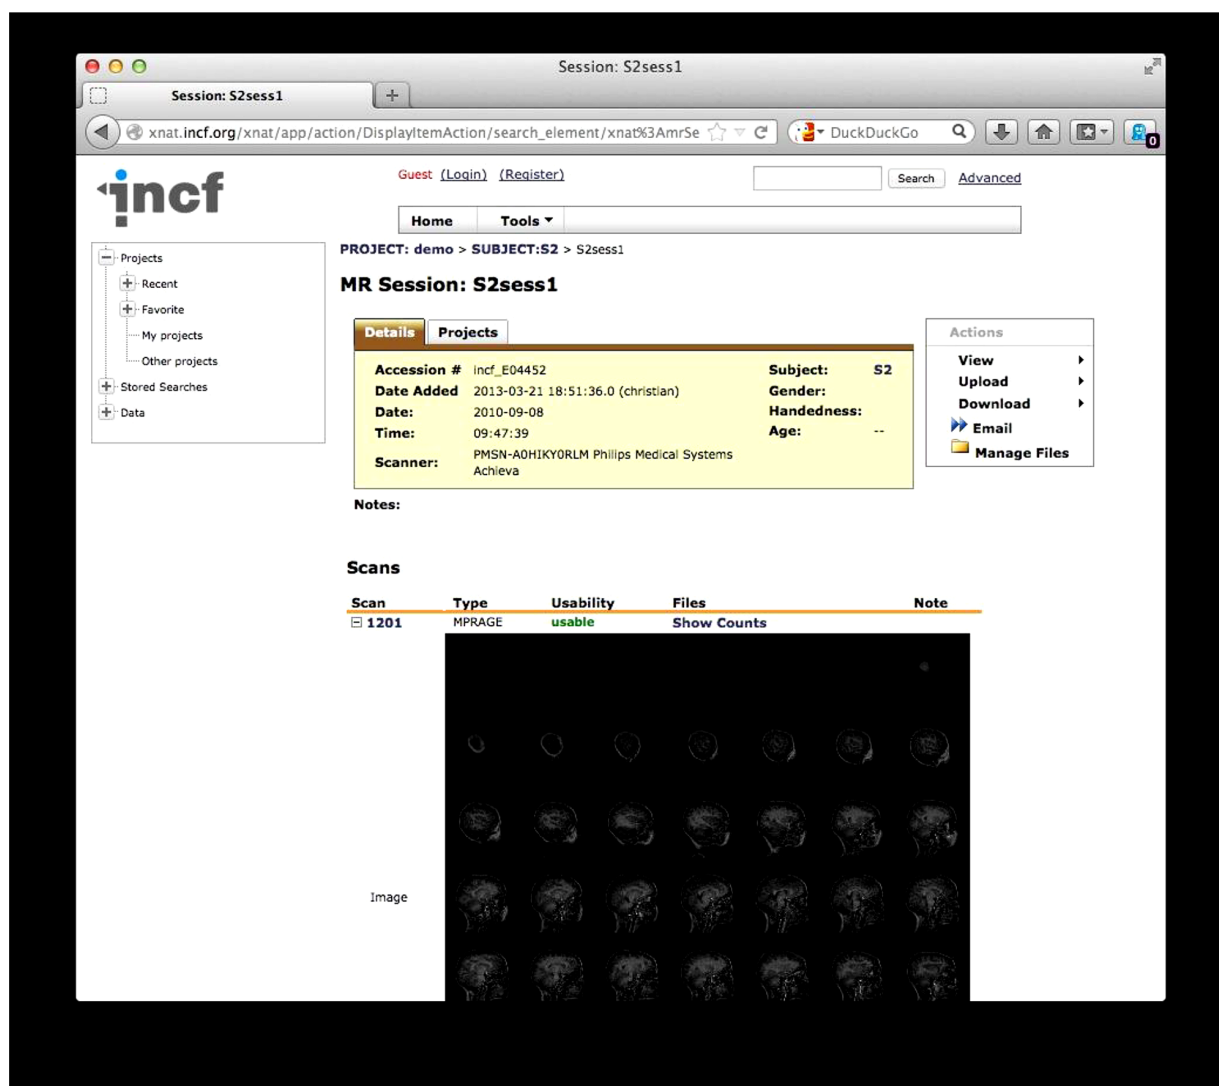 Session: S2sess1
Session: S2sess1
xnat.incf.org/xnat/app/action/DisplayItemAction/search_element/xnat%3AmrSe
DuckDuckGo
0
incf
Guest (Login) (Register)
Search Advanced
Home Tools
Projects
Recent
Favorite
My projects
Other projects
Stored Searches
Data
PROJECT: demo > SUBJECT:S2 > S2sess1
MR Session: S2sess1
Details Projects
Accession # incf_E04452 Subject: S2
Date Added 2013-03-21 18:51:36.0 (christian) Gender:
Date: 2010-09-08 Handedness:
Time: 09:47:39 Age: --
Scanner: PMSN-A0HIKY0RLM Philips Medical Systems
Achieva
Actions
View
Upload
Download
Email
Manage Files
Notes:
Scans
Scan Type Usability Files Note
1201 MPRAGE usable Show Counts
Image